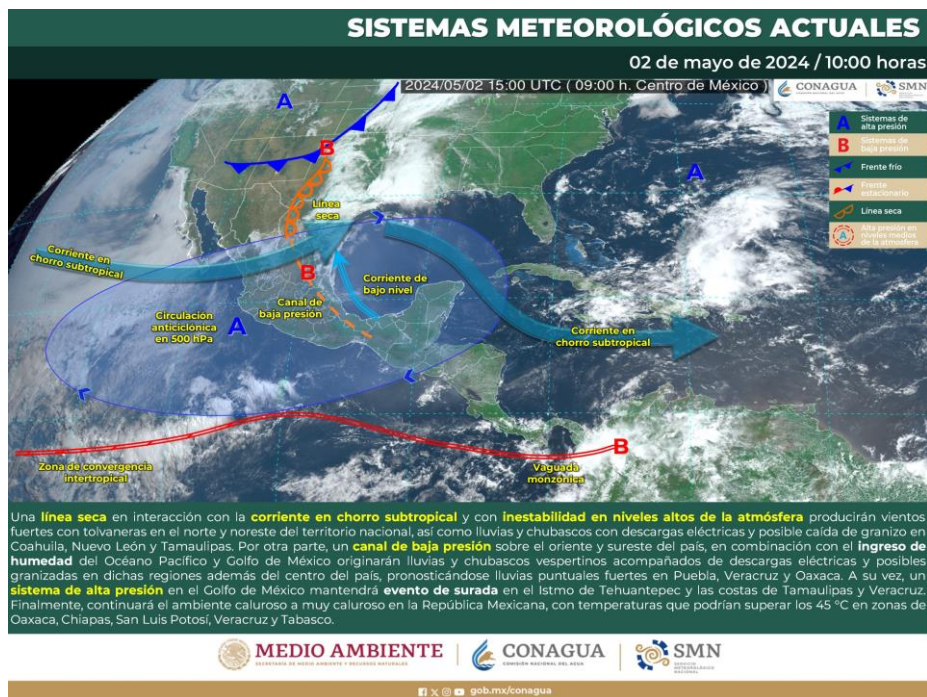 SISTEMAS METEOROLÓGICOS ACTUALES
02 de mayo de 2024 / 10:00 horas
2024/05/02 15:00 UTC ( 09:00 h. Centro de México )
CONAGUA
SMN
A
Sistemas de
alta presión
B
Sistemas de
baja presión
Frente frío
Frente
estacionario
Línea seca
A
Alta presión en
niveles medios
de la atmósfera
A
B
A
Línea
seca
Corriente en
chorro subtropical
B
Corriente de
bajo nivel
Canal de
baja presión
Circulación
anticiclónica
en 500 hPa
A
Corriente en
chorro subtropical
Zona de convergencia
intertropical
Vaguada
monzónica
B
Una línea seca en interacción con la corriente en chorro subtropical y con inestabilidad en niveles altos de la atmósfera producirán vientos
fuertes con tolvaneras en el norte y noreste del territorio nacional, así como lluvias y chubascos con descargas eléctricas y posible caída de granizo en
Coahuila, Nuevo León y Tamaulipas. Por otra parte, un canal de baja presión sobre el oriente y sureste del país, en combinación con el ingreso de
humedad del Océano Pacífico y Golfo de México originarán lluvias y chubascos vespertinos acompañados de descargas eléctricas y posibles
granizadas en dichas regiones además del centro del país, pronosticándose lluvias puntuales fuertes en Puebla, Veracruz y Oaxaca. A su vez, un
sistema de alta presión en el Golfo de México mantendrá evento de surada en el Istmo de Tehuantepec y las costas de Tamaulipas y Veracruz.
Finalmente, continuará el ambiente caluroso a muy caluroso en la República Mexicana, con temperaturas que podrían superar los 45 °C en zonas de
Oaxaca, Chiapas, San Luis Potosí, Veracruz y Tabasco.
MEDIO AMBIENTE
SECRETARÍA DE MEDIO AMBIENTE Y RECURSOS NATURALES
CONAGUA
COMISIÓN NACIONAL DEL AGUA
SMN
SERVICIO
METEOROLÓGICO
NACIONAL
gob.mx/conagua